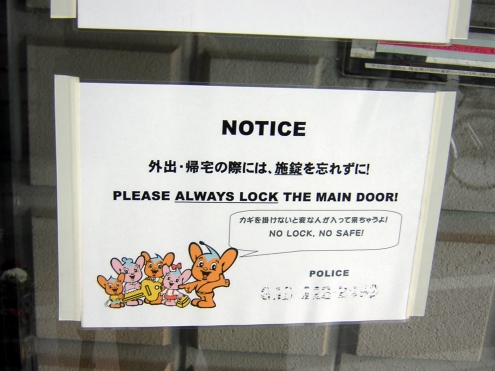 NOTICE
外出・帰宅の際には、施錠を忘れずに!
PLEASE ALWAYS LOCK THE MAIN DOOR!
カギを掛けないと変な人が入って来ちゃうよ!
NO LOCK, NO SAFE!
POLICE